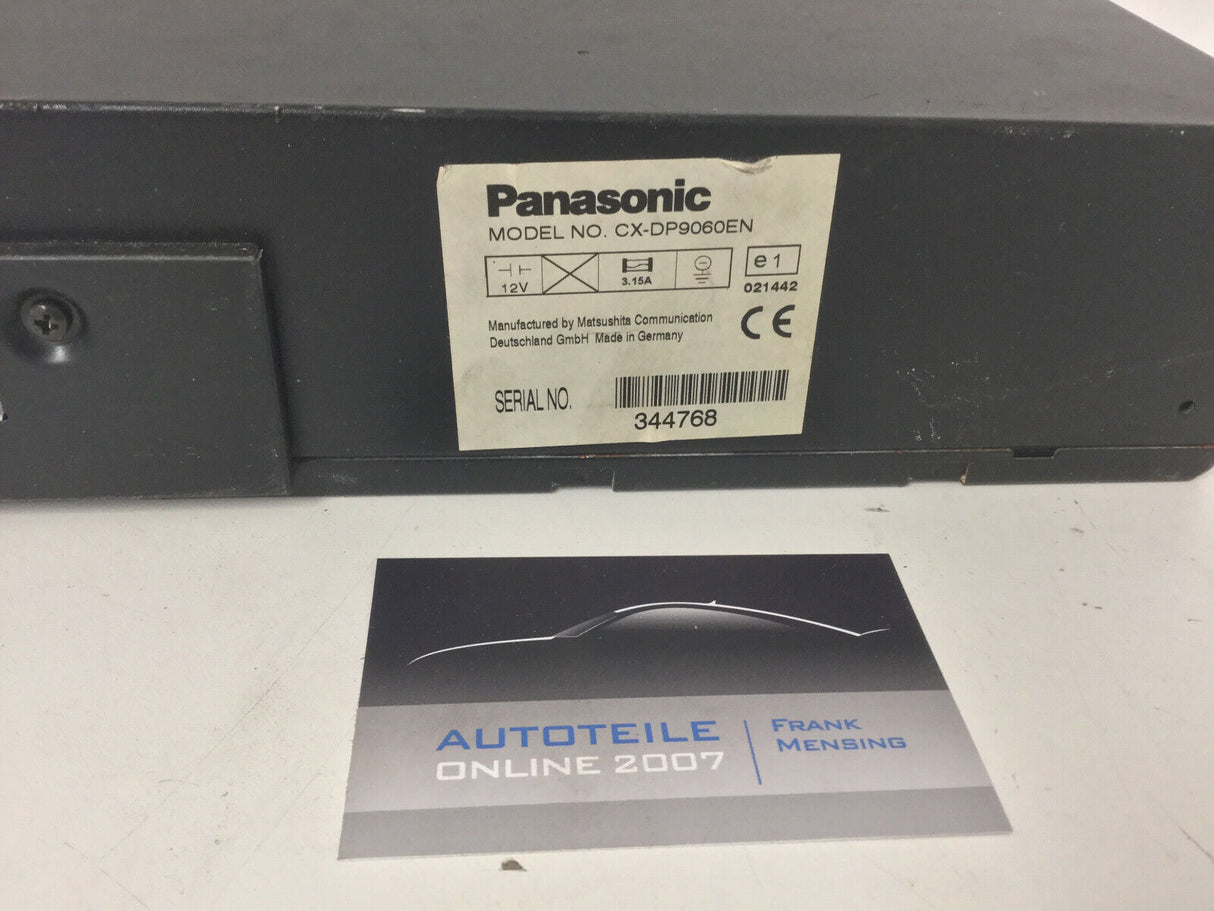 Panasonic
MODEL NO. CX-DP9060EN
12V 3.15A
e1
021442
Manufactured by Matsushita Communication
Deutschland GmbH Made in Germany
CE
SERIAL NO.
344768
AUTOTEILE
ONLINE 2007
FRANK
MENSING